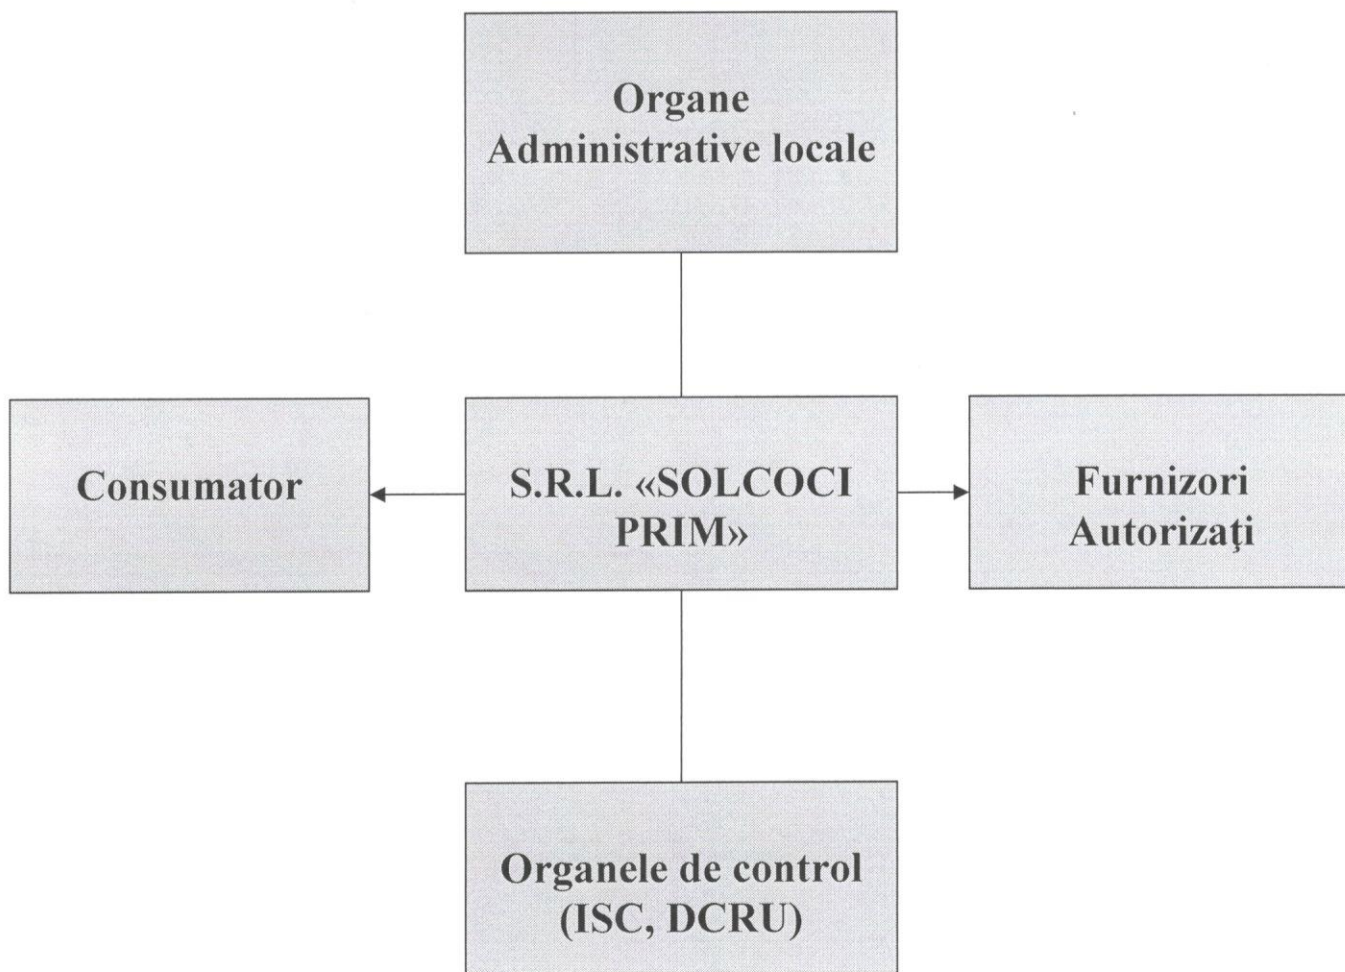 Organe
Administrative locale
Consumator
S.R.L. «SOLCOCI
PRIM»
Furnizori
Autorizaţi
Organele de control
(ISC, DCRU)